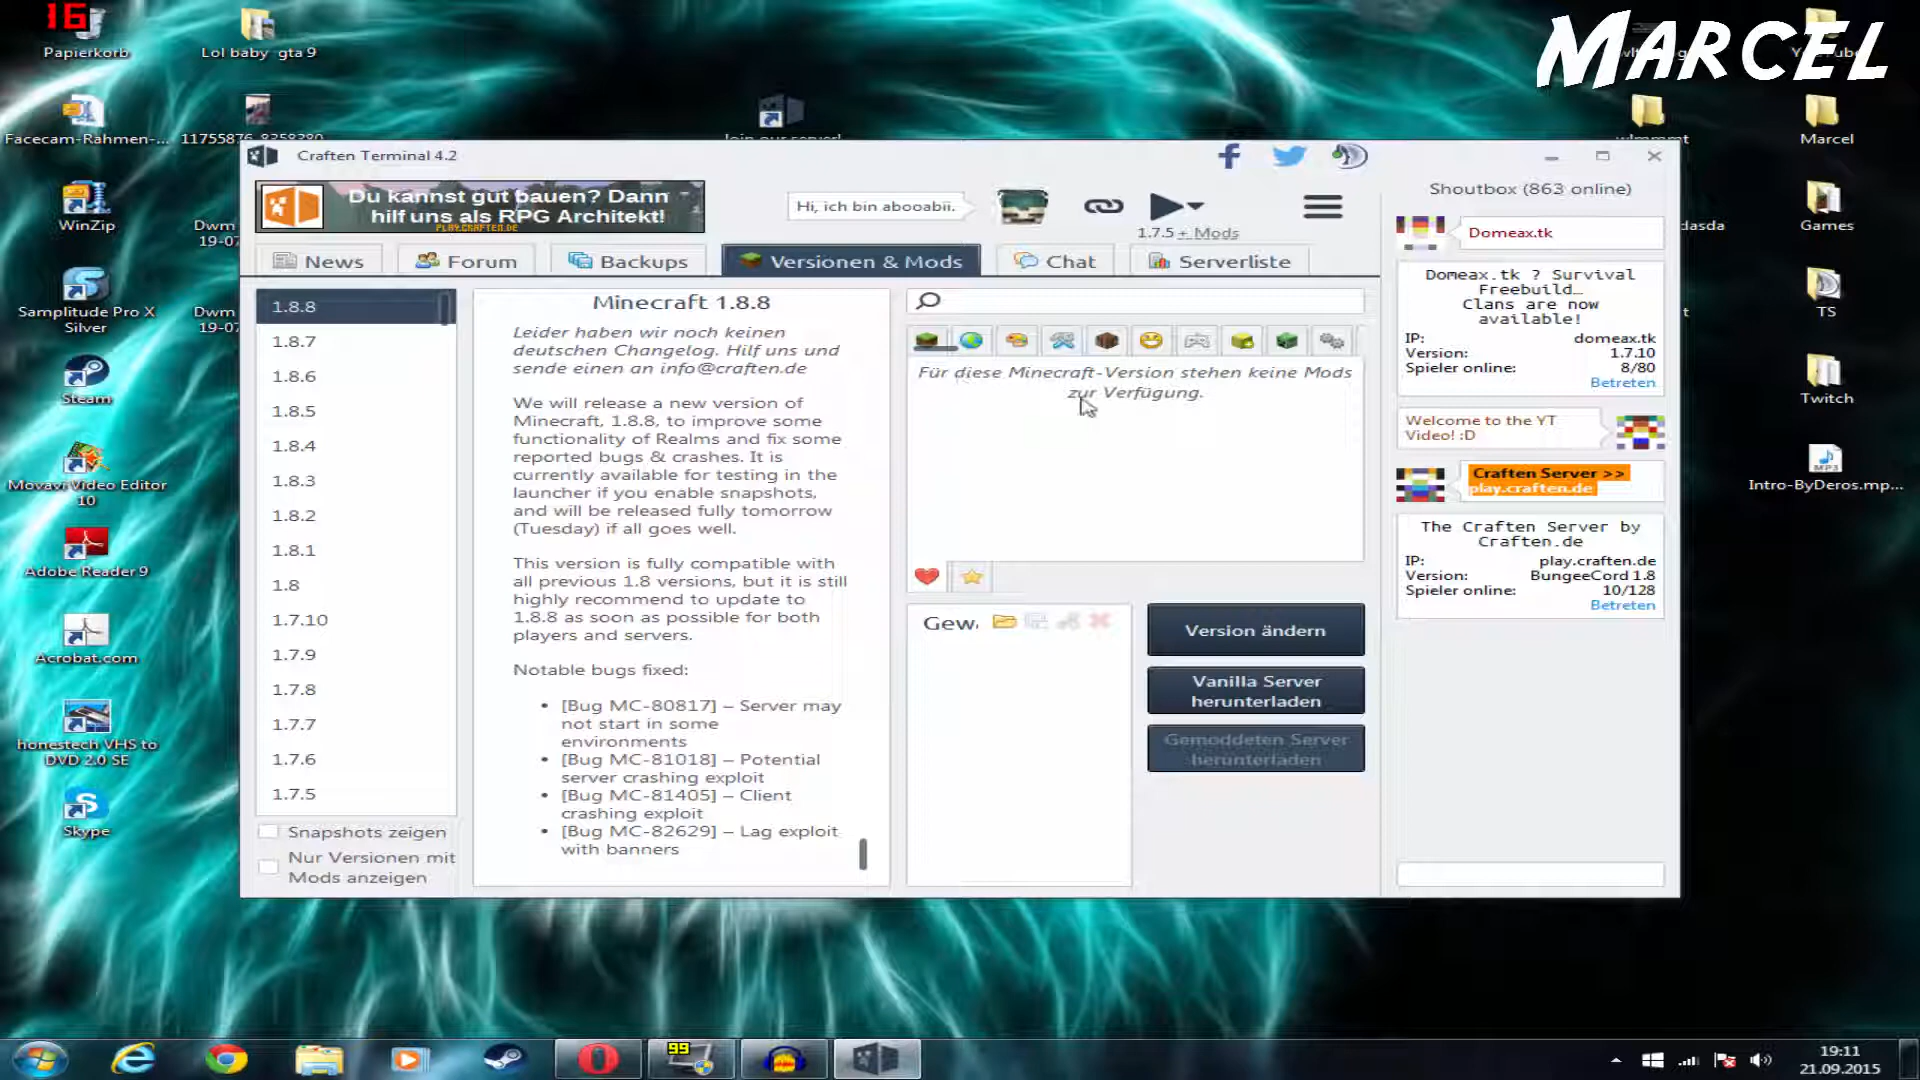 16
MARCEL
Papierkorb
Lol baby gta 9
Facecam-Rahmen-...
11755876_8358380
Join our server!
Marcel
WinZip
Dwm
19-07
Games
Samplitude Pro X
Silver
Dwm
19-07
TS
Steam
Twitch
Movavi Video Editor
10
Intro-ByDeros.mp...
Adobe Reader 9
Acrobat.com
honestech VHS to
DVD 2.0 SE
Skype
Craften Terminal 4.2
Du kannst gut bauen? Dann
hilf uns als RPG Architekt!
PLAY.CRAFTEN.DE
Hi, ich bin abooabii.
1.7.5 + Mods
News
Forum
Backups
Versionen & Mods
Chat
Serverliste
1.8.8
1.8.7
1.8.6
1.8.5
1.8.4
1.8.3
1.8.2
1.8.1
1.8
1.7.10
1.7.9
1.7.8
1.7.7
1.7.6
1.7.5
Snapshots zeigen
Nur Versionen mit
Mods anzeigen
Minecraft 1.8.8
Leider haben wir noch keinen
deutschen Changelog. Hilf uns und
sende einen an info@craften.de
We will release a new version of
Minecraft, 1.8.8, to improve some
functionality of Realms and fix some
reported bugs & crashes. It is
currently available for testing in the
launcher if you enable snapshots,
and will be released fully tomorrow
(Tuesday) if all goes well.
This version is fully compatible with
all previous 1.8 versions, but it is still
highly recommend to update to
1.8.8 as soon as possible for both
players and servers.
Notable bugs fixed:
• [Bug MC-80817] – Server may
not start in some
environments
• [Bug MC-81018] – Potential
server crashing exploit
• [Bug MC-81405] – Client
crashing exploit
• [Bug MC-82629] – Lag exploit
with banners
Für diese Minecraft-Version stehen keine Mods
zur Verfügung.
Gew
Version ändern
Vanilla Server
herunterladen
Gemoddeten Server
herunterladen
Shoutbox (863 online)
Domeax.tk
Domeax.tk ? Survival
Freebuild…
Clans are now
available!
IP: domeax.tk
Version: 1.7.10
Spieler online: 8/80
Betreten
Welcome to the YT
Video! :D
Craften Server >>
play.craften.de
The Craften Server by
Craften.de
IP: play.craften.de
Version: BungeeCord 1.8
Spieler online: 10/128
Betreten
99
19:11
21.09.2015